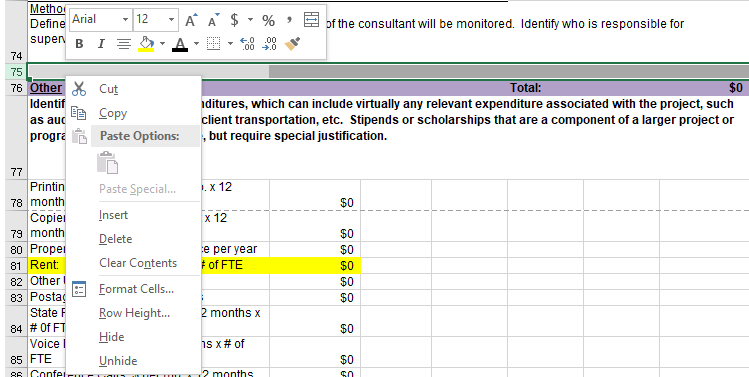 Metho
Define of the consultant will be monitored. Identify who is responsible for
superv
Arial 12 A A $ % ,
B I A .00 .0
74
75
76 Other Total: $0
Identif nditures, which can include virtually any relevant expenditure associated with the project, such
as aud client transportation, etc. Stipends or scholarships that are a component of a larger project or
progra , but require special justification.
77
Printin . x 12
78 month $0
Copier x 12
79 month $0
80 Proper e per year $0
81 Rent: # of FTE $0
82 Other $0
83 Postag $0
State F 2 months x
84 # 0f FT $0
Voice ns x # of
85 FTE $0
86 2 months $0
Cut
Copy
Paste Options:
Paste Special...
Insert
Delete
Clear Contents
Format Cells...
Row Height...
Hide
Unhide